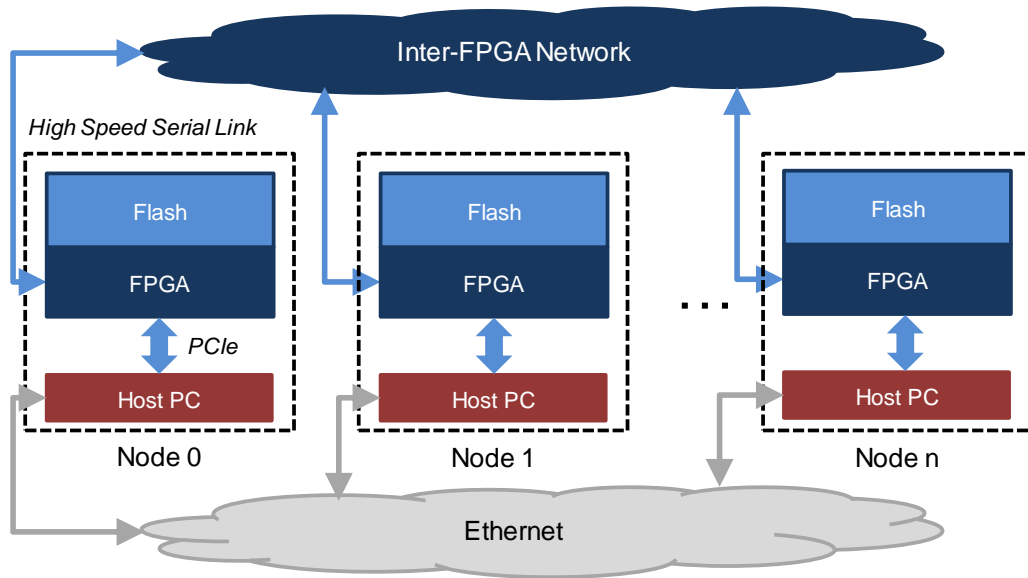 Inter-FPGA Network
High Speed Serial Link
Flash
FPGA
PCIe
Host PC
Node 0
Flash
FPGA
Host PC
Node 1
...
Flash
FPGA
Host PC
Node n
Ethernet